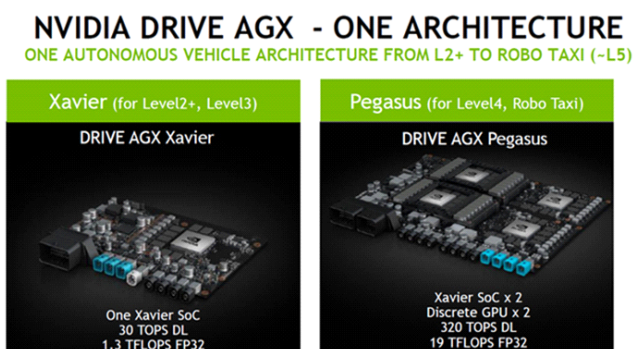 NVIDIA DRIVE AGX - ONE ARCHITECTURE
ONE AUTONOMOUS VEHICLE ARCHITECTURE FROM L2+ TO ROBO TAXI (~L5)
Xavier (for Level2+, Level3)
DRIVE AGX Xavier
One Xavier SoC
30 TOPS DL
1.3 TFLOPS FP32
Pegasus (for Level4, Robo Taxi)
DRIVE AGX Pegasus
Xavier SoC x 2
Discrete GPU x 2
320 TOPS DL
19 TFLOPS FP32